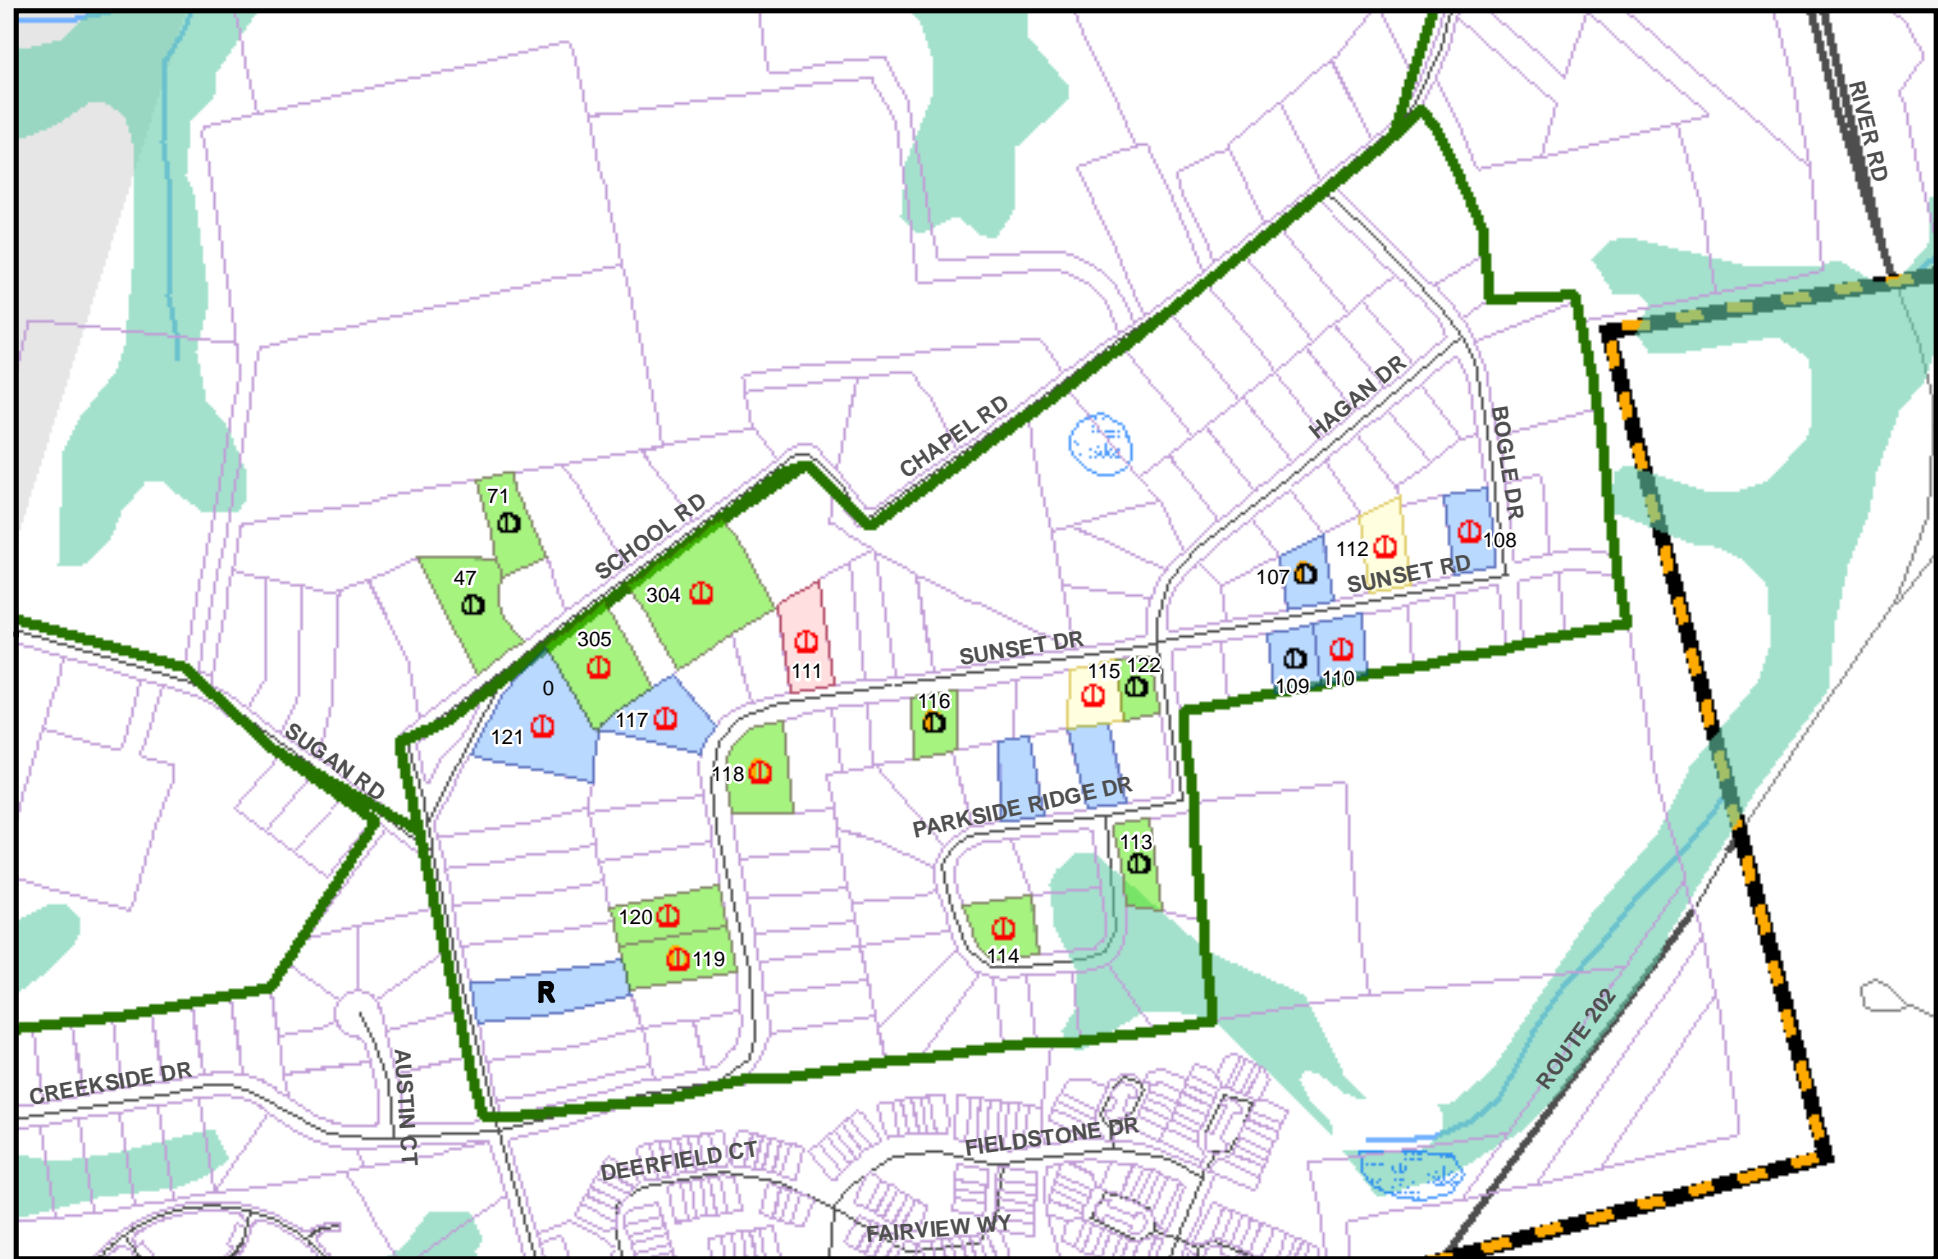 RIVER RD
CHAPEL RD
HAGAN DR
BOGLE DR
71
SCHOOL RD
47
304
112
108
107
SUNSET RD
305
111
SUNSET DR
115
122
0
109
110
116
121
117
SUGAN RD
118
PARKSIDE RIDGE DR
113
120
114
119
R
ROUTE 202
CREEKSIDE DR
AUSTIN CT
DEERFIELD CT
FIELDSTONE DR
FAIRVIEW WY